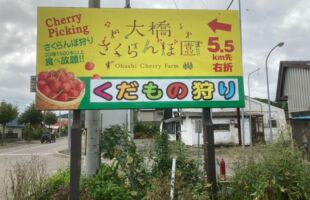 Cherry
Picking
さくらんぼ狩り
食べ放題!!
大橋
さくらんぼ園
Ohashi Cherry Farm
5.5
km先
右折
くだもの狩り